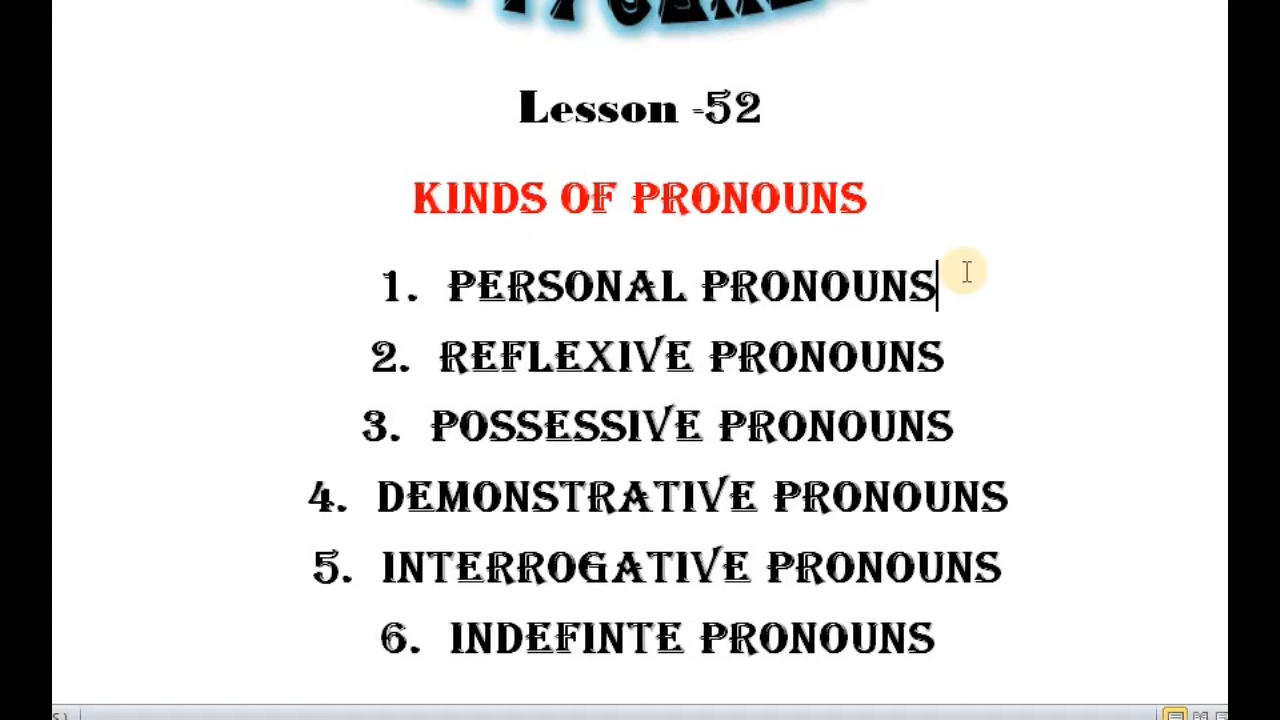 Lesson -52
KINDS OF PRONOUNS
1. PERSONAL PRONOUNS
2. REFLEXIVE PRONOUNS
3. POSSESSIVE PRONOUNS
4. DEMONSTRATIVE PRONOUNS
5. INTERROGATIVE PRONOUNS
6. INDEFINTE PRONOUNS